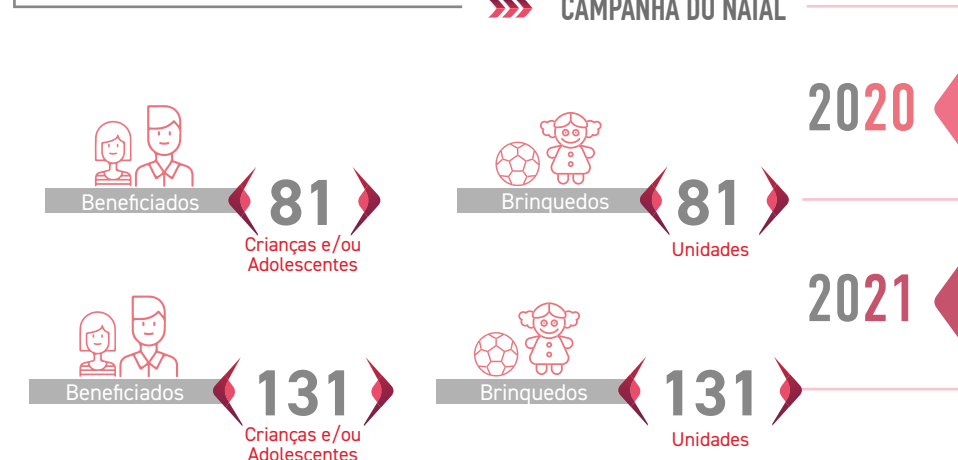 CAMPANHA DO NATAL
2020
Beneficiados
81
Crianças e/ou
Adolescentes
Brinquedos
81
Unidades
2021
Beneficiados
131
Crianças e/ou
Adolescentes
Brinquedos
131
Unidades